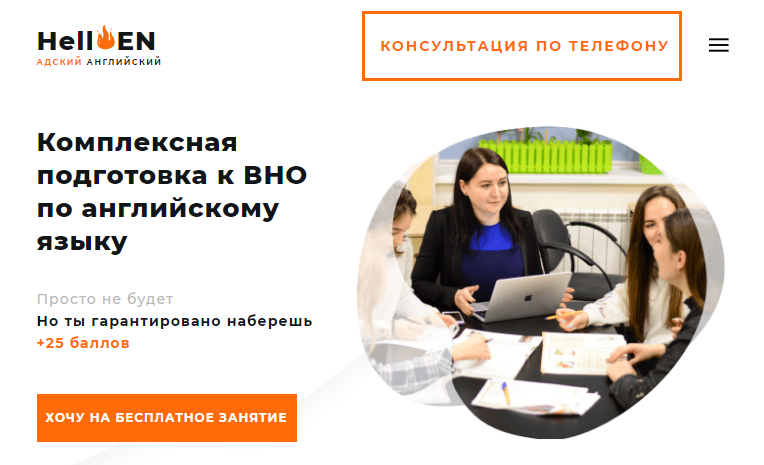 HellEN
АДСКИЙ АНГЛИЙСКИЙ
КОНСУЛЬТАЦИЯ ПО ТЕЛЕФОНУ
Комплексная
подготовка к ВНО
по английскому
языку
Просто не будет
Но ты гарантировано наберешь
+25 баллов
ХОЧУ НА БЕСПЛАТНОЕ ЗАНЯТИЕ